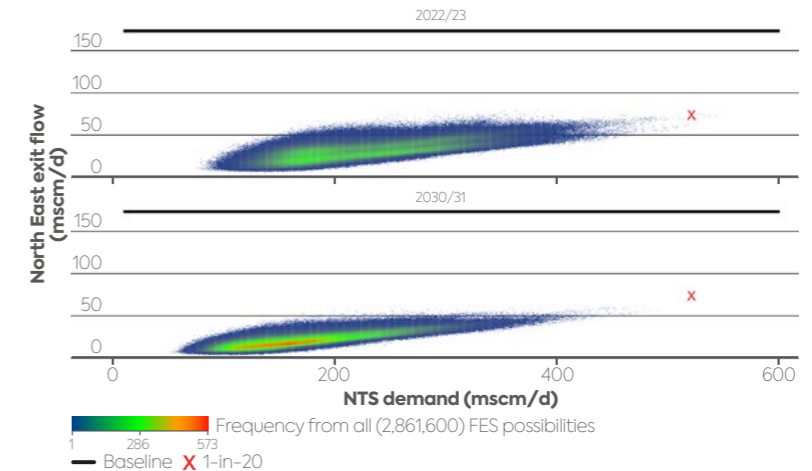 2022/23
150
100
50
0
2030/31
150
100
50
0
North East exit flow
(mscm/d)
0 200 400 600
NTS demand (mscm/d)
Frequency from all (2,861,600) FES possibilities
1 286 573
Baseline X 1-in-20